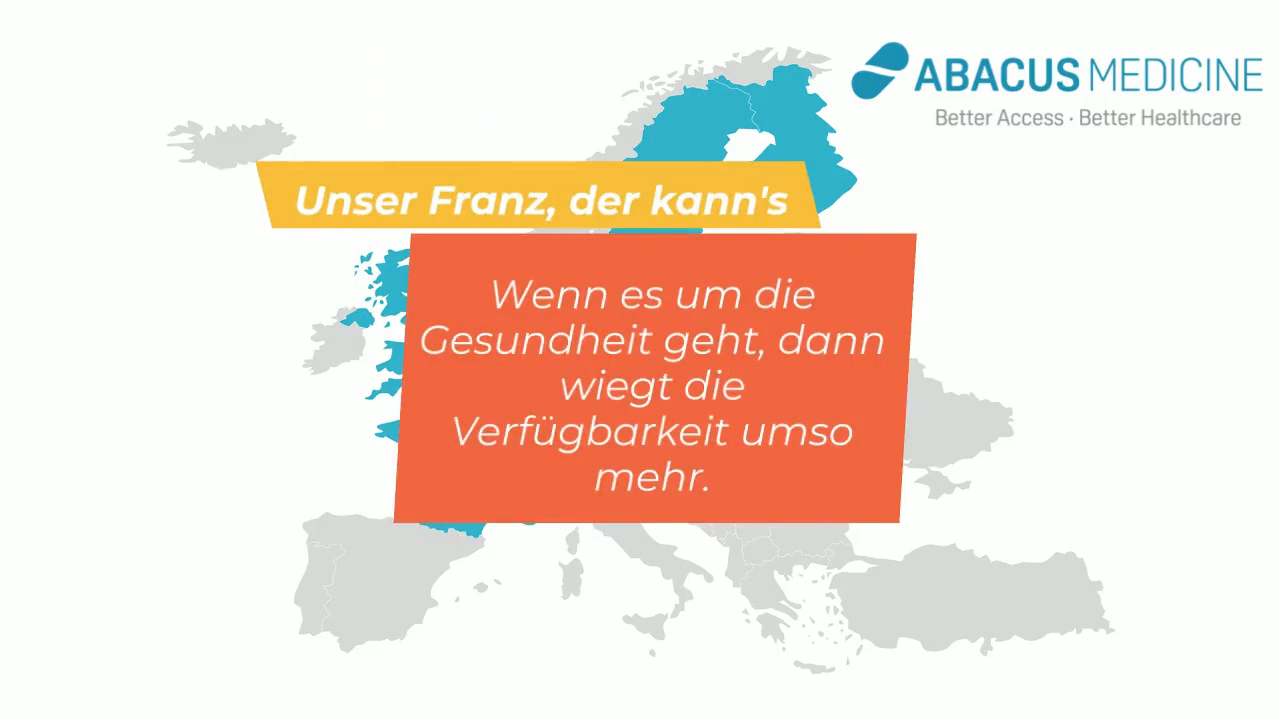 ABACUS MEDICINE
Better Access · Better Healthcare
Unser Franz, der kann's
Wenn es um die
Gesundheit geht, dann
wiegt die
Verfügbarkeit umso
mehr.